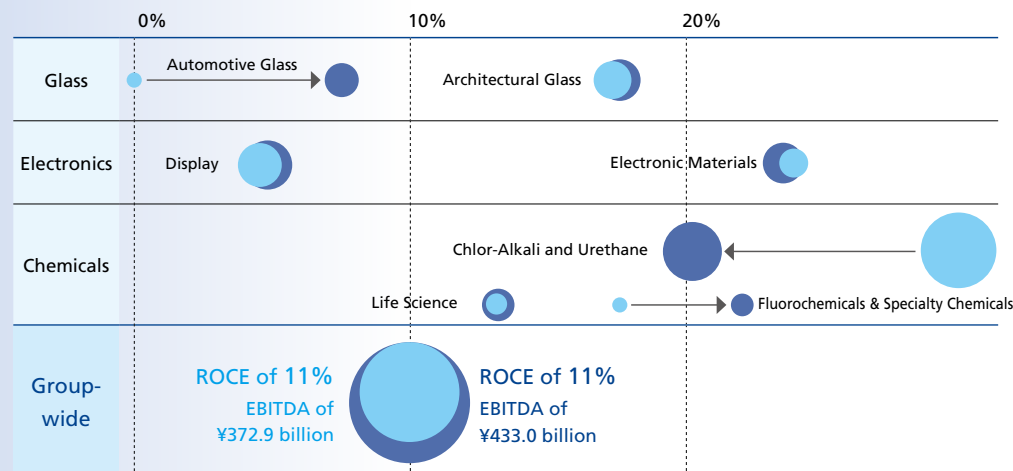 0%
10%
20%
Glass
Automotive Glass
Architectural Glass
Electronics
Display
Electronic Materials
Chemicals
Chlor-Alkali and Urethane
Life Science
Fluorochemicals & Specialty Chemicals
Group-
wide
ROCE of 11%
EBITDA of
¥372.9 billion
ROCE of 11%
EBITDA of
¥433.0 billion